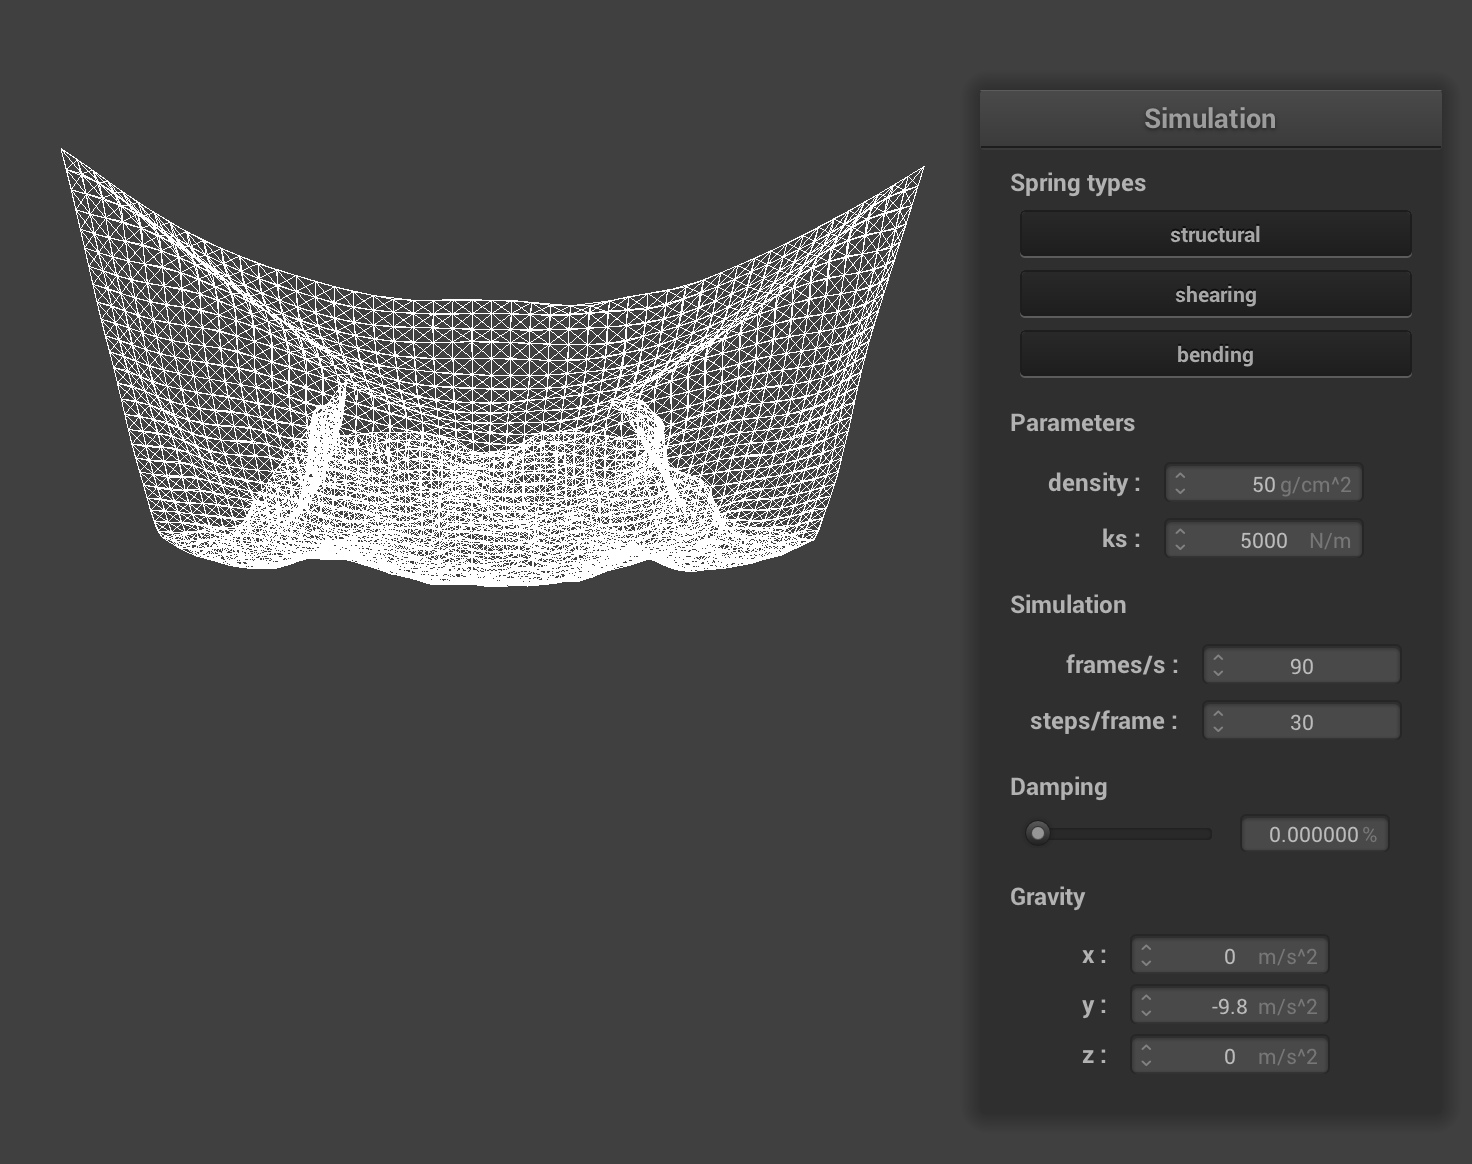 Simulation
Spring types
structural
shearing
bending
Parameters
density : 50 g/cm^2
ks : 5000 N/m
Simulation
frames/s : 90
steps/frame : 30
Damping
0.000000 %
Gravity
x : 0 m/s^2
y : -9.8 m/s^2
z : 0 m/s^2